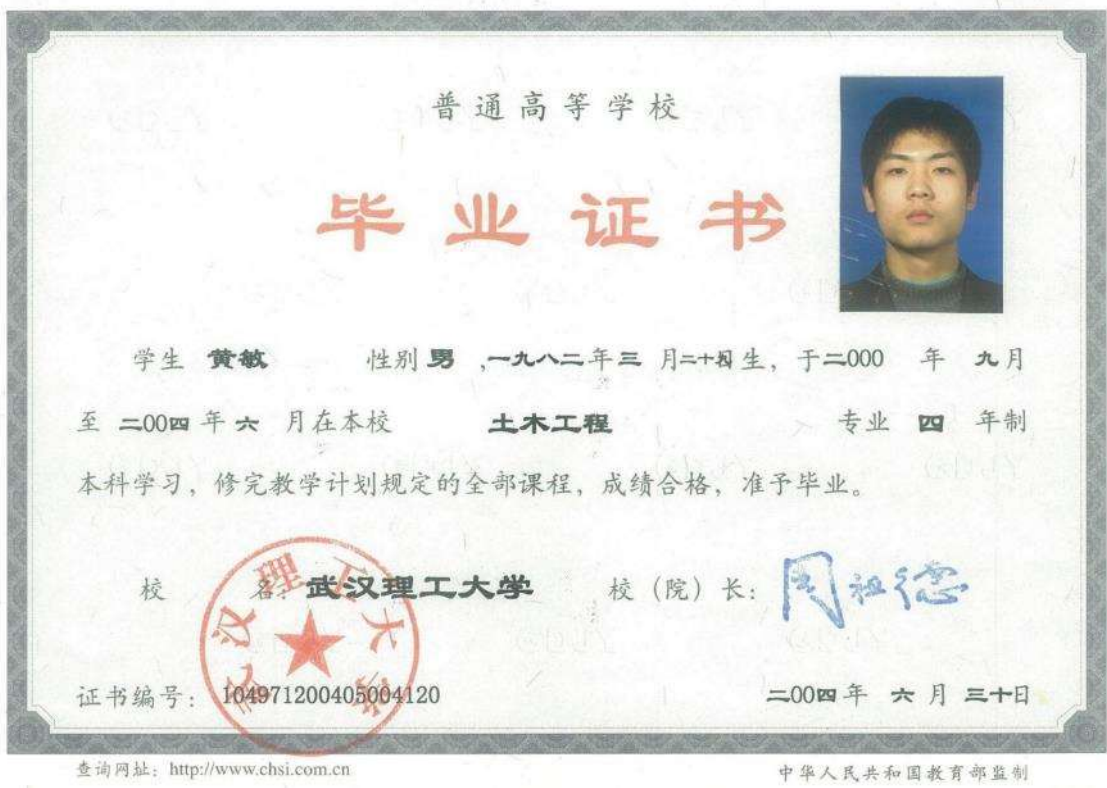 普通高等学校
毕业证书
学生 黄敏 性别 男 ,一九八二年三 月二十四生，于二000 年 九月
至 二00四年 六 月在本校 土木工程 专业 四 年制
本科学习，修完教学计划规定的全部课程，成绩合格，准予毕业。
校 名：武汉理工大学 校（院）长：周祖德
武汉理工大学
证书编号：104971200405004120 二00四年 六 月 三十日
查询网址：http://www.chsi.com.cn 中华人民共和国教育部监制